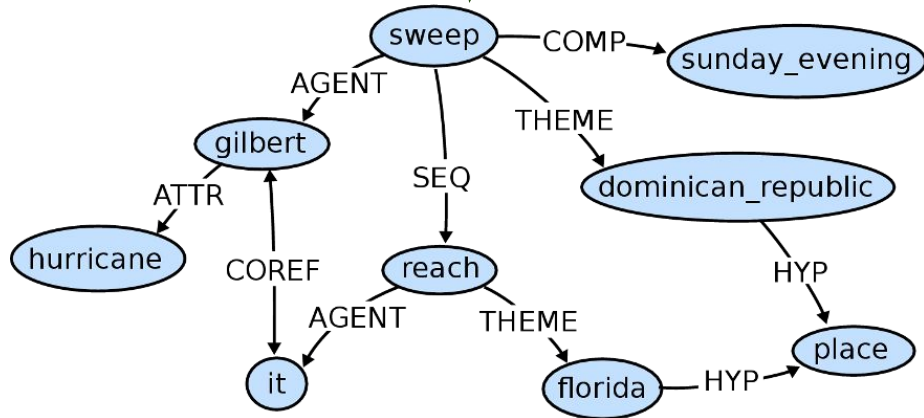 sweep
COMP
sunday_evening
AGENT
THEME
gilbert
SEQ
dominican_republic
ATTR
hurricane
COREF
reach
HYP
AGENT
THEME
place
it
florida
HYP